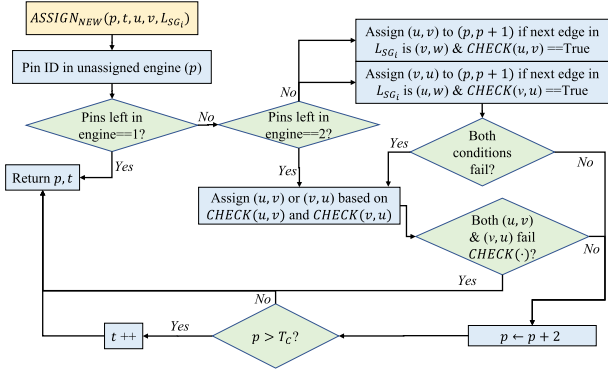 ASSIGN_NEW(p, t, u, v, L_SG_i)
Pin ID in unassigned engine (p)
Pins left in
engine==1?
No
Yes
Return p, t
Pins left in
engine==2?
No
Yes
Assign (u, v) to (p, p + 1) if next edge in
L_SG_i is (v, w) & CHECK(u, v) ==True
Assign (v, u) to (p, p + 1) if next edge in
L_SG_i is (u, w) & CHECK(v, u) ==True
Both
conditions
fail?
Yes
No
Assign (u, v) or (v, u) based on
CHECK(u, v) and CHECK(v, u)
Both (u, v)
& (v, u) fail
CHECK(·)?
No
Yes
p ← p + 2
p > T_C?
No
Yes
t ++